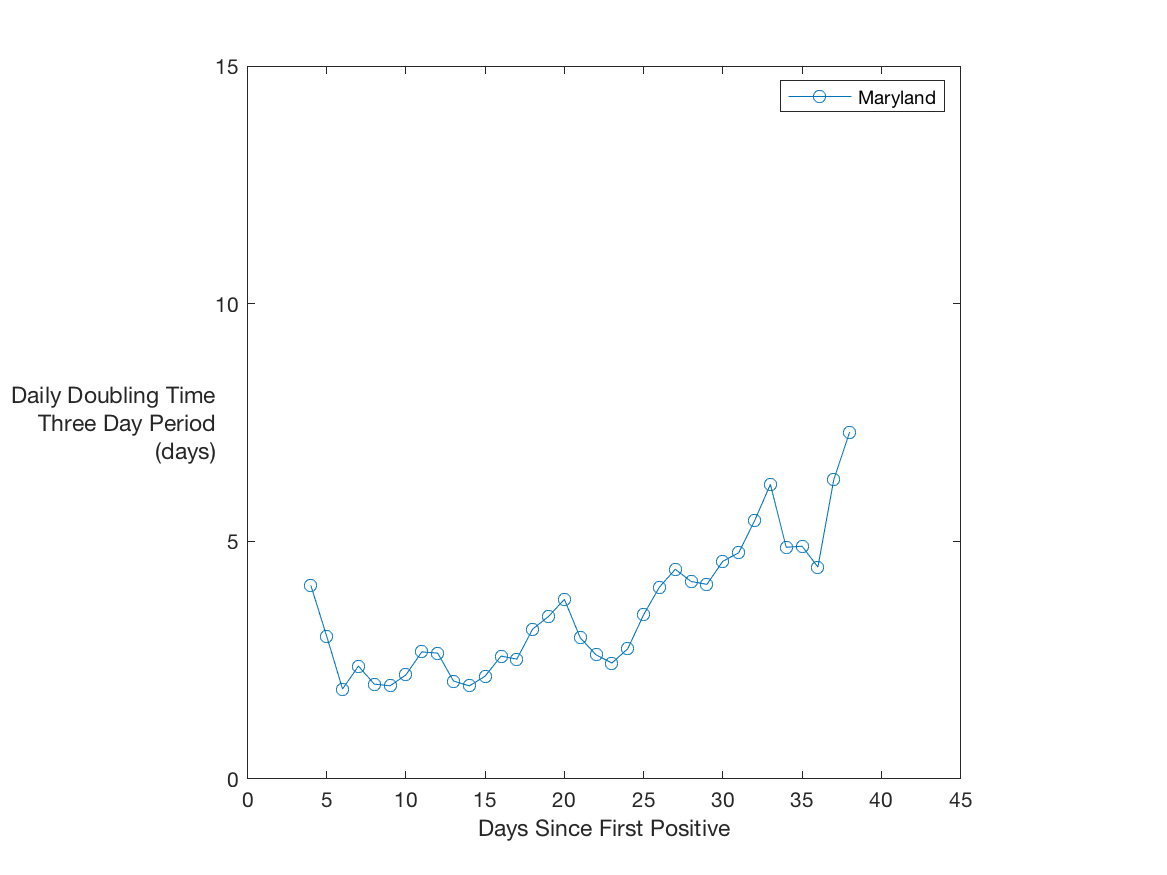 15
Maryland
10
Daily Doubling Time
Three Day Period
(days)
5
0
0 5 10 15 20 25 30 35 40 45
Days Since First Positive